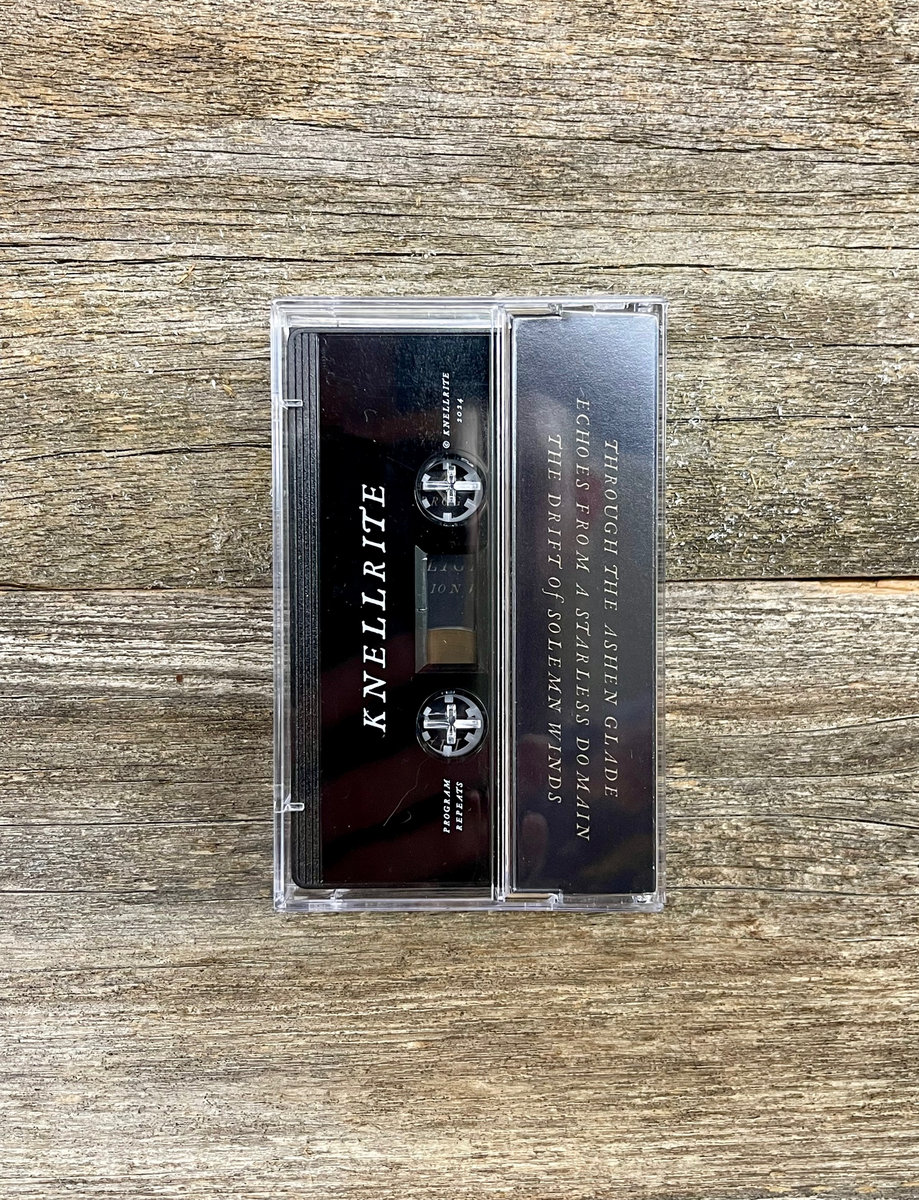 KNELLRITE
© KNELLRITE
2024
PROGRAM
REPEATS
THROUGH THE ASHEN GLADE
ECHOES FROM A STARLESS DOMAIN
THE DRIFT Of SOLEMN WINDS